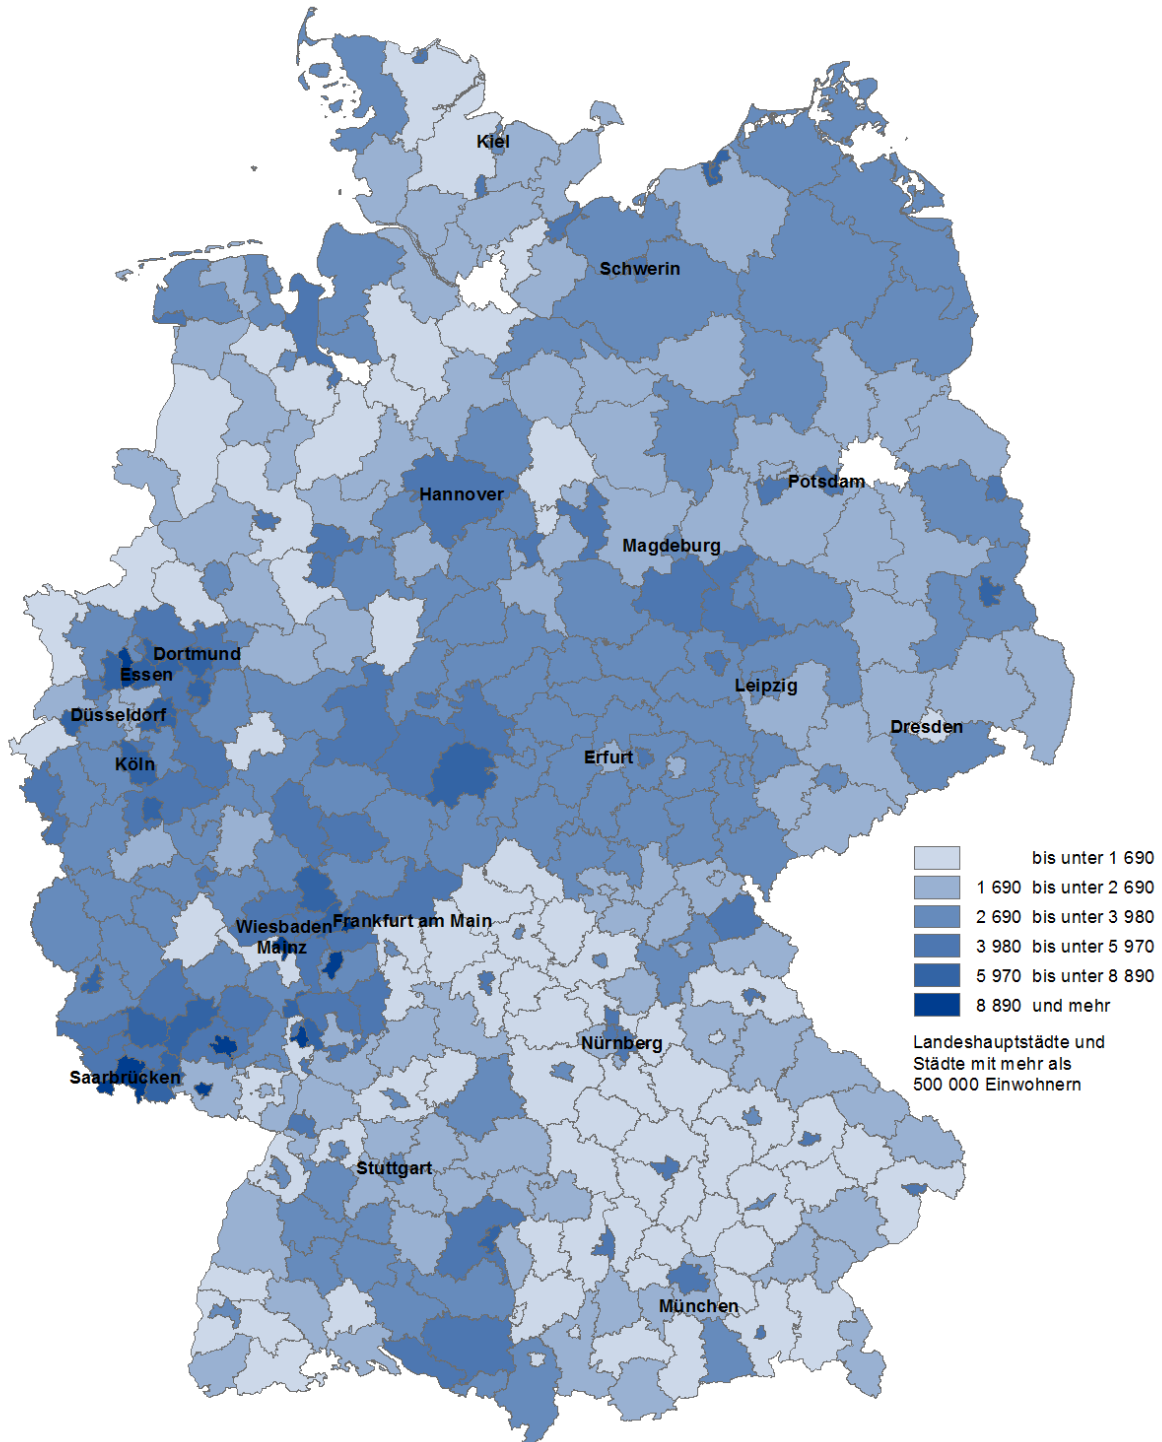 Kiel
Schwerin
Hannover
Potsdam
Magdeburg
Dortmund
Essen
Leipzig
Düsseldorf
Dresden
Köln
Erfurt
Wiesbaden
Frankfurt am Main
Mainz
Nürnberg
Saarbrücken
Stuttgart
München
bis unter 1 690
1 690 bis unter 2 690
2 690 bis unter 3 980
3 980 bis unter 5 970
5 970 bis unter 8 890
8 890 und mehr
Landeshauptstädte und
Städte mit mehr als
500 000 Einwohnern